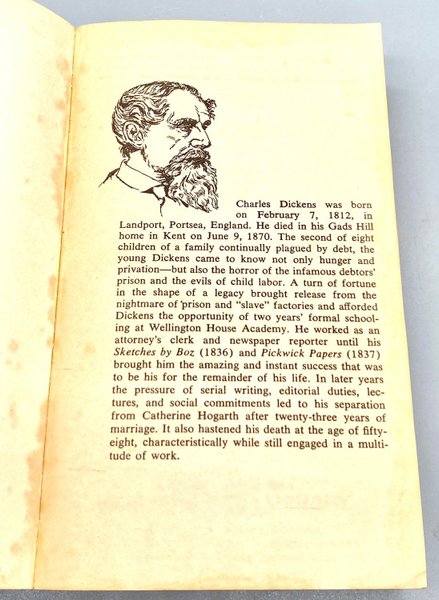 Charles Dickens was born
on February 7, 1812, in
Landport, Portsea, England. He died in his Gads Hill
home in Kent on June 9, 1870. The second of eight
children of a family continually plagued by debt, the
young Dickens came to know not only hunger and
privation—but also the horror of the infamous debtors'
prison and the evils of child labor. A turn of fortune
in the shape of a legacy brought release from the
nightmare of prison and "slave" factories and afforded
Dickens the opportunity of two years' formal school-
ing at Wellington House Academy. He worked as an
attorney's clerk and newspaper reporter until his
Sketches by Boz (1836) and Pickwick Papers (1837)
brought him the amazing and instant success that was
to be his for the remainder of his life. In later years
the pressure of serial writing, editorial duties, lec-
tures, and social commitments led to his separation
from Catherine Hogarth after twenty-three years of
marriage. It also hastened his death at the age of fifty-
eight, characteristically while still engaged in a multi-
tude of work.